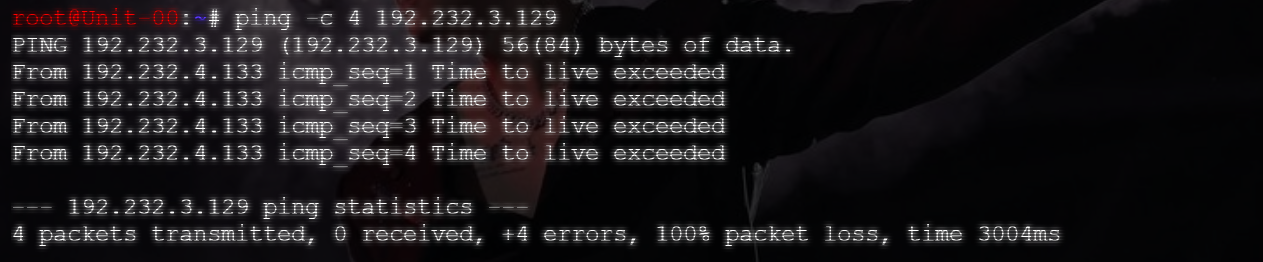 root@Unit-00:~# ping -c 4 192.232.3.129
PING 192.232.3.129 (192.232.3.129) 56(84) bytes of data.
From 192.232.4.133 icmp_seq=1 Time to live exceeded
From 192.232.4.133 icmp_seq=2 Time to live exceeded
From 192.232.4.133 icmp_seq=3 Time to live exceeded
From 192.232.4.133 icmp_seq=4 Time to live exceeded
--- 192.232.3.129 ping statistics ---
4 packets transmitted, 0 received, +4 errors, 100% packet loss, time 3004ms